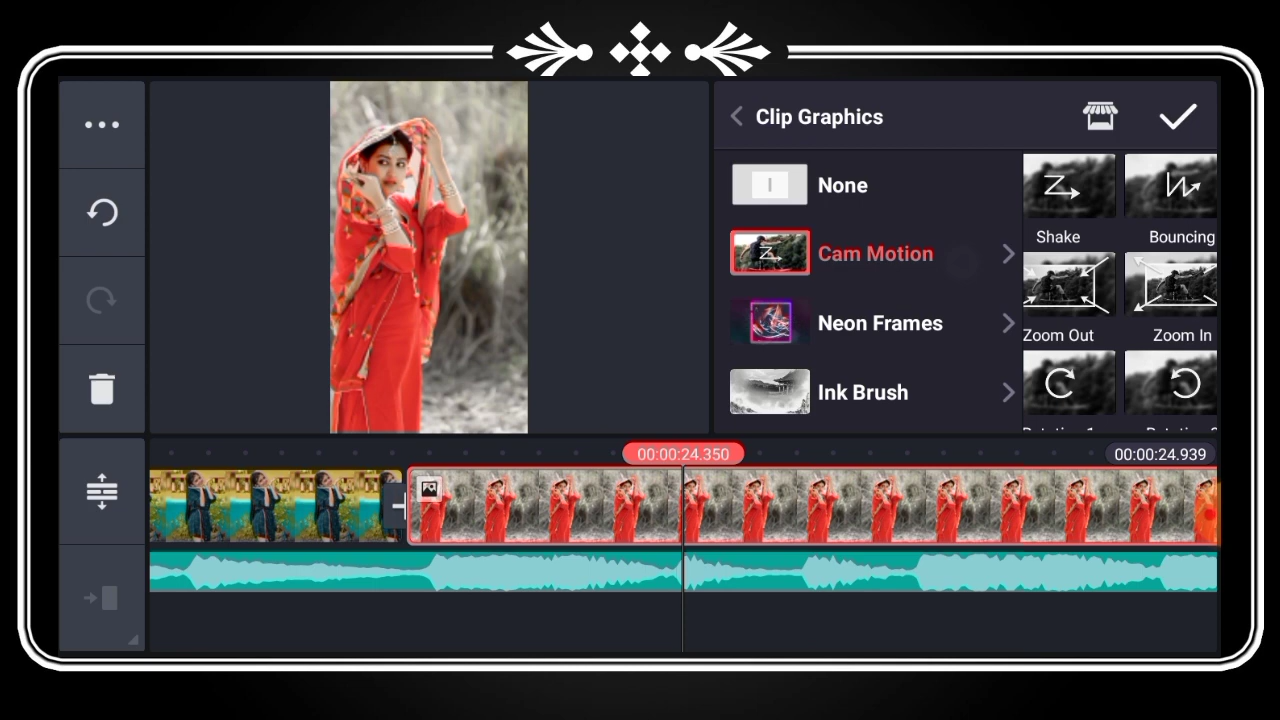 Clip Graphics
None
Cam Motion
Neon Frames
Ink Brush
Shake
Bouncing
Zoom Out
Zoom In
00:00:24.350
00:00:24.939